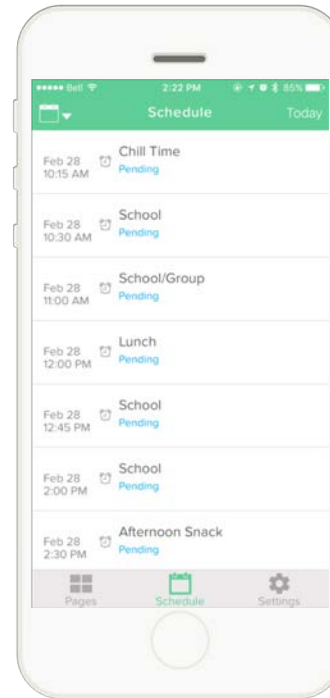 Bell 2:22 PM 85%
Schedule Today
Feb 28
10:15 AM
Chill Time
Pending
Feb 28
10:30 AM
School
Pending
Feb 28
11:00 AM
School/Group
Pending
Feb 28
12:00 PM
Lunch
Pending
Feb 28
12:45 PM
School
Pending
Feb 28
2:00 PM
School
Pending
Feb 28
2:30 PM
Afternoon Snack
Pending
Pages Schedule Settings